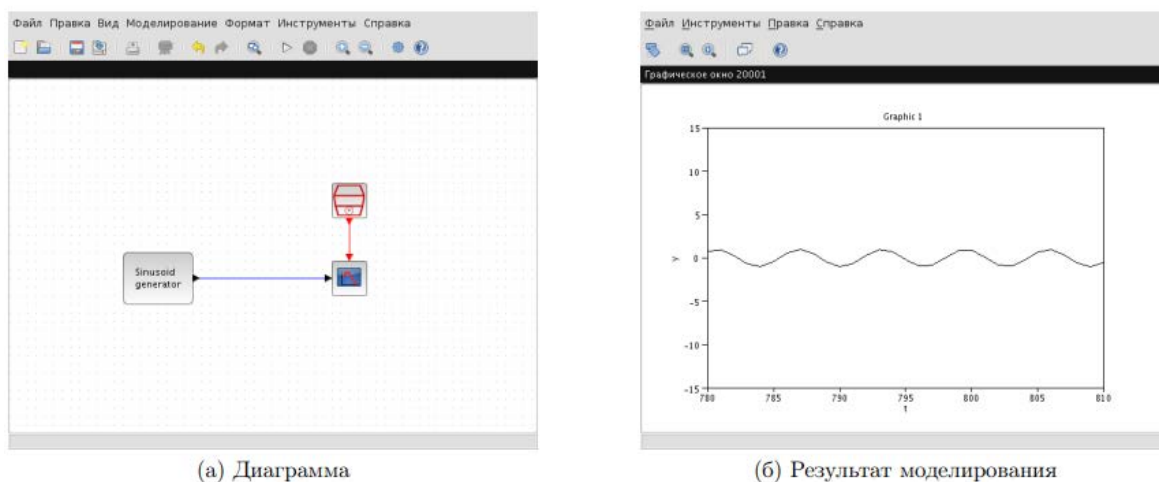 Файл Правка Вид Моделирование Формат Инструменты Справка
Sinusoid
generator
(а) Диаграмма
Файл Инструменты Правка Справка
Графическое окно 20001
Graphic 1
15
10
5
0
-5
-10
-15
y
780 785 790 795 800 805 810
t
(б) Результат моделирования